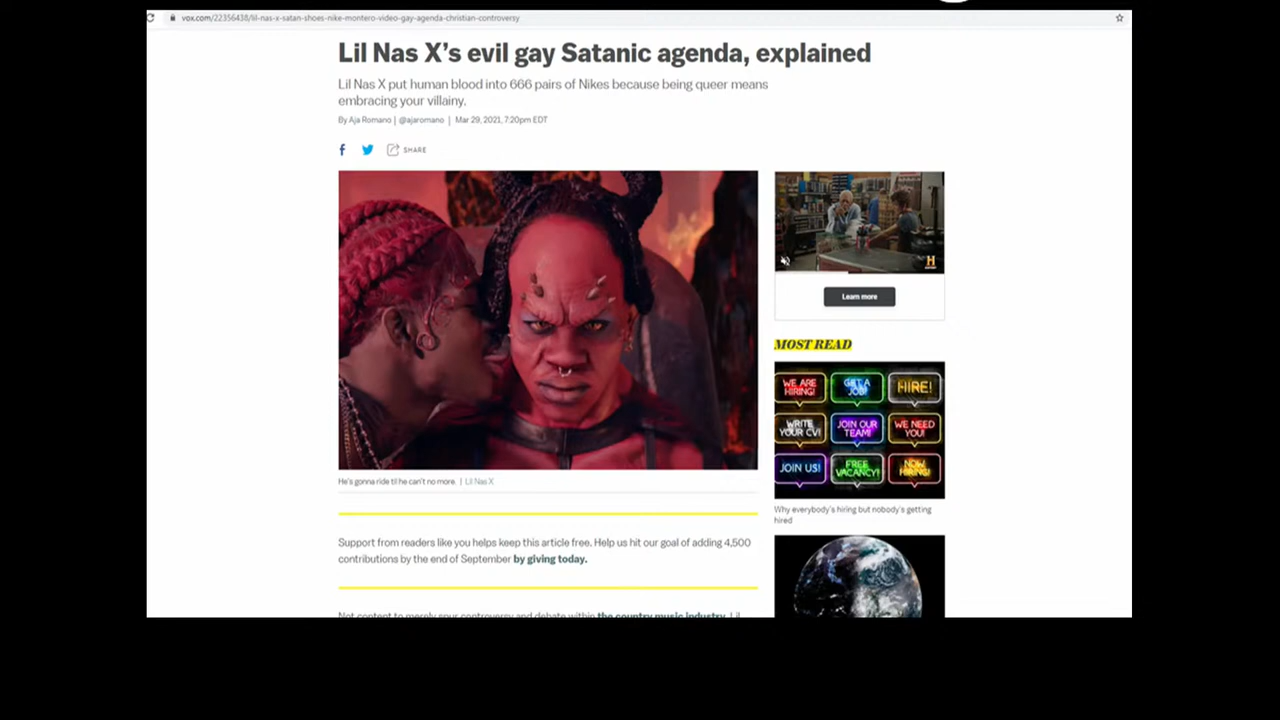 vox.com/22356438/lil-nas-x-satan-shoes-nike-montero-video-gay-agenda-christian-controversy
Lil Nas X’s evil gay Satanic agenda, explained
Lil Nas X put human blood into 666 pairs of Nikes because being queer means
embracing your villainy.
By Aja Romano | @ajaromano | Mar 29, 2021, 7:20pm EDT
SHARE
H
Learn more
MOST READ
WE ARE HIRING!
GET A JOB!
HIRE!
WRITE YOUR CV!
JOIN OUR TEAM!
WE NEED YOU!
JOIN US!
FREE VACANCY!
NOW HIRING!
He's gonna ride til he can't no more. | Lil Nas X
Why everybody's hiring but nobody's getting
hired
Support from readers like you helps keep this article free. Help us hit our goal of adding 4,500
contributions by the end of September by giving today.
Not content to merely spur controversy and debate within the country music industry, Lil